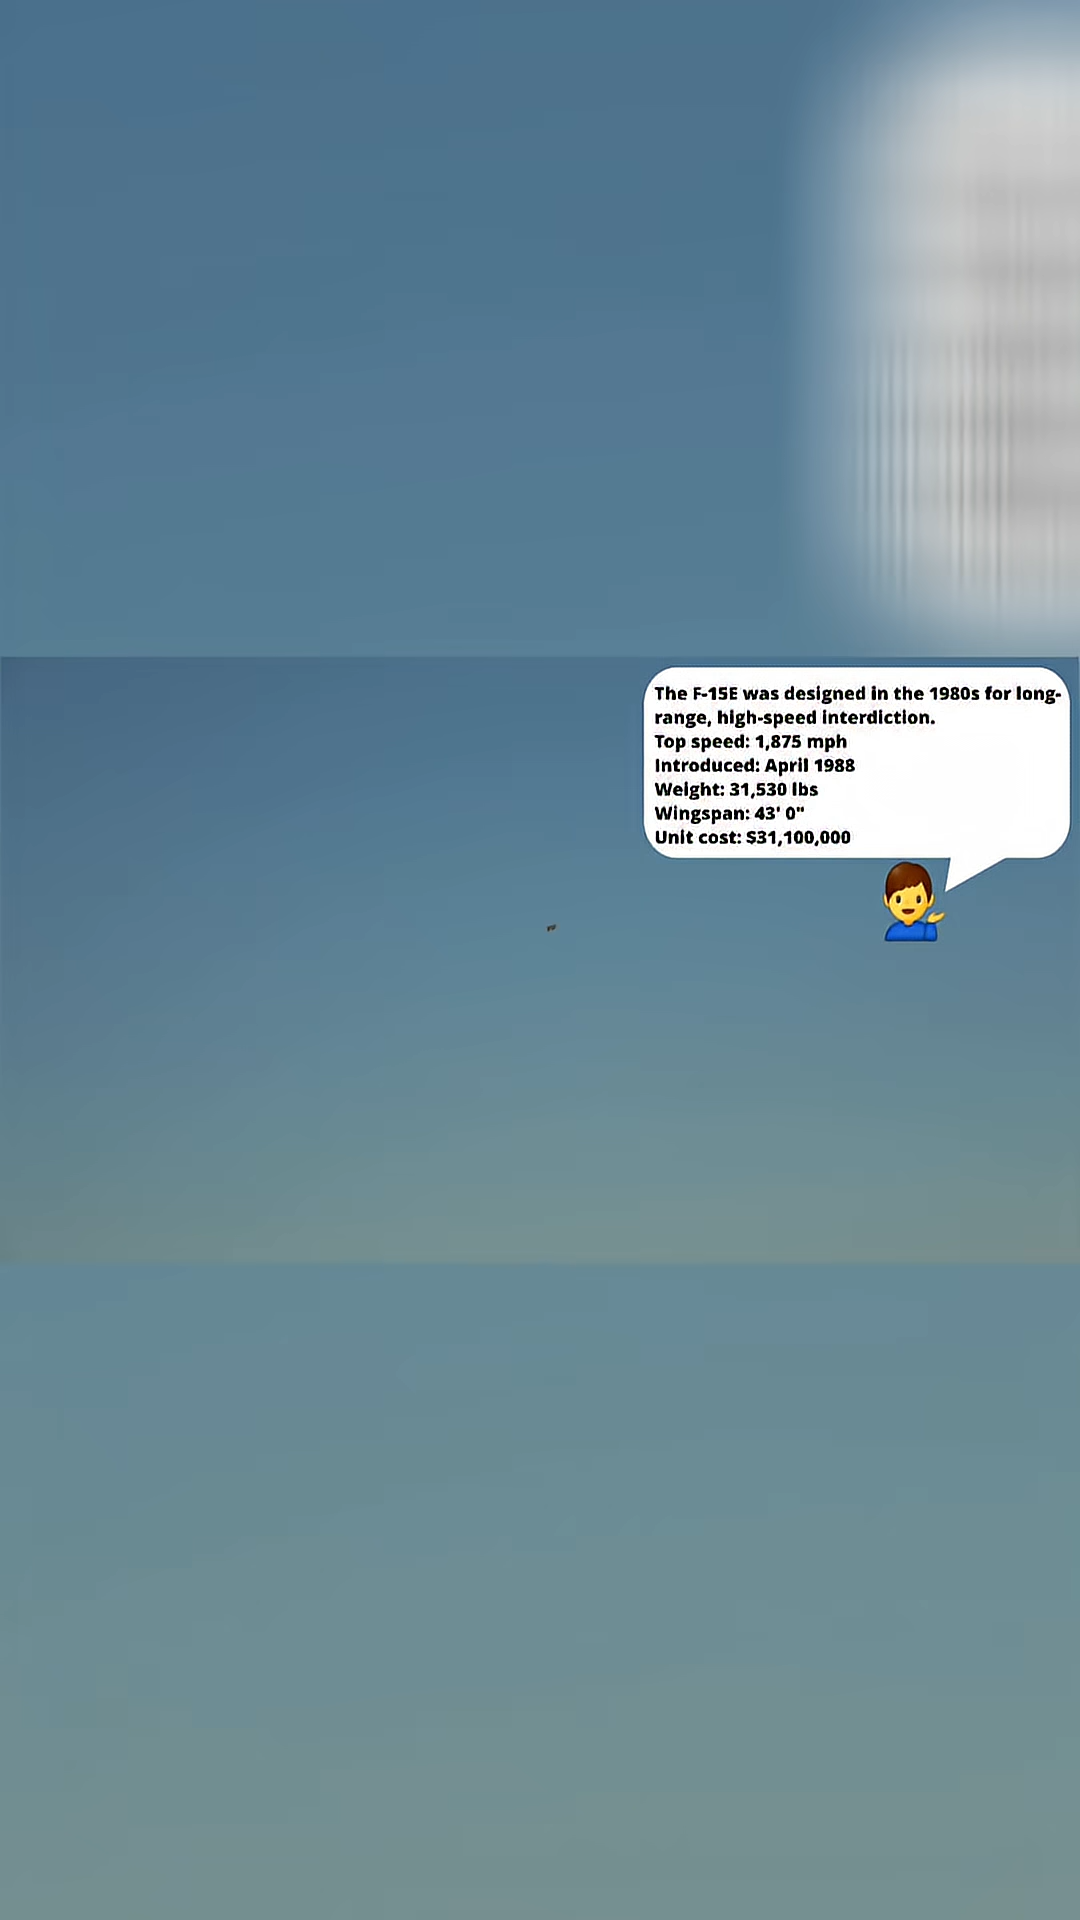 The F-15E was designed in the 1980s for long-
range, high-speed interdiction.
Top speed: 1,875 mph
Introduced: April 1988
Weight: 31,530 lbs
Wingspan: 43' 0"
Unit cost: $31,100,000